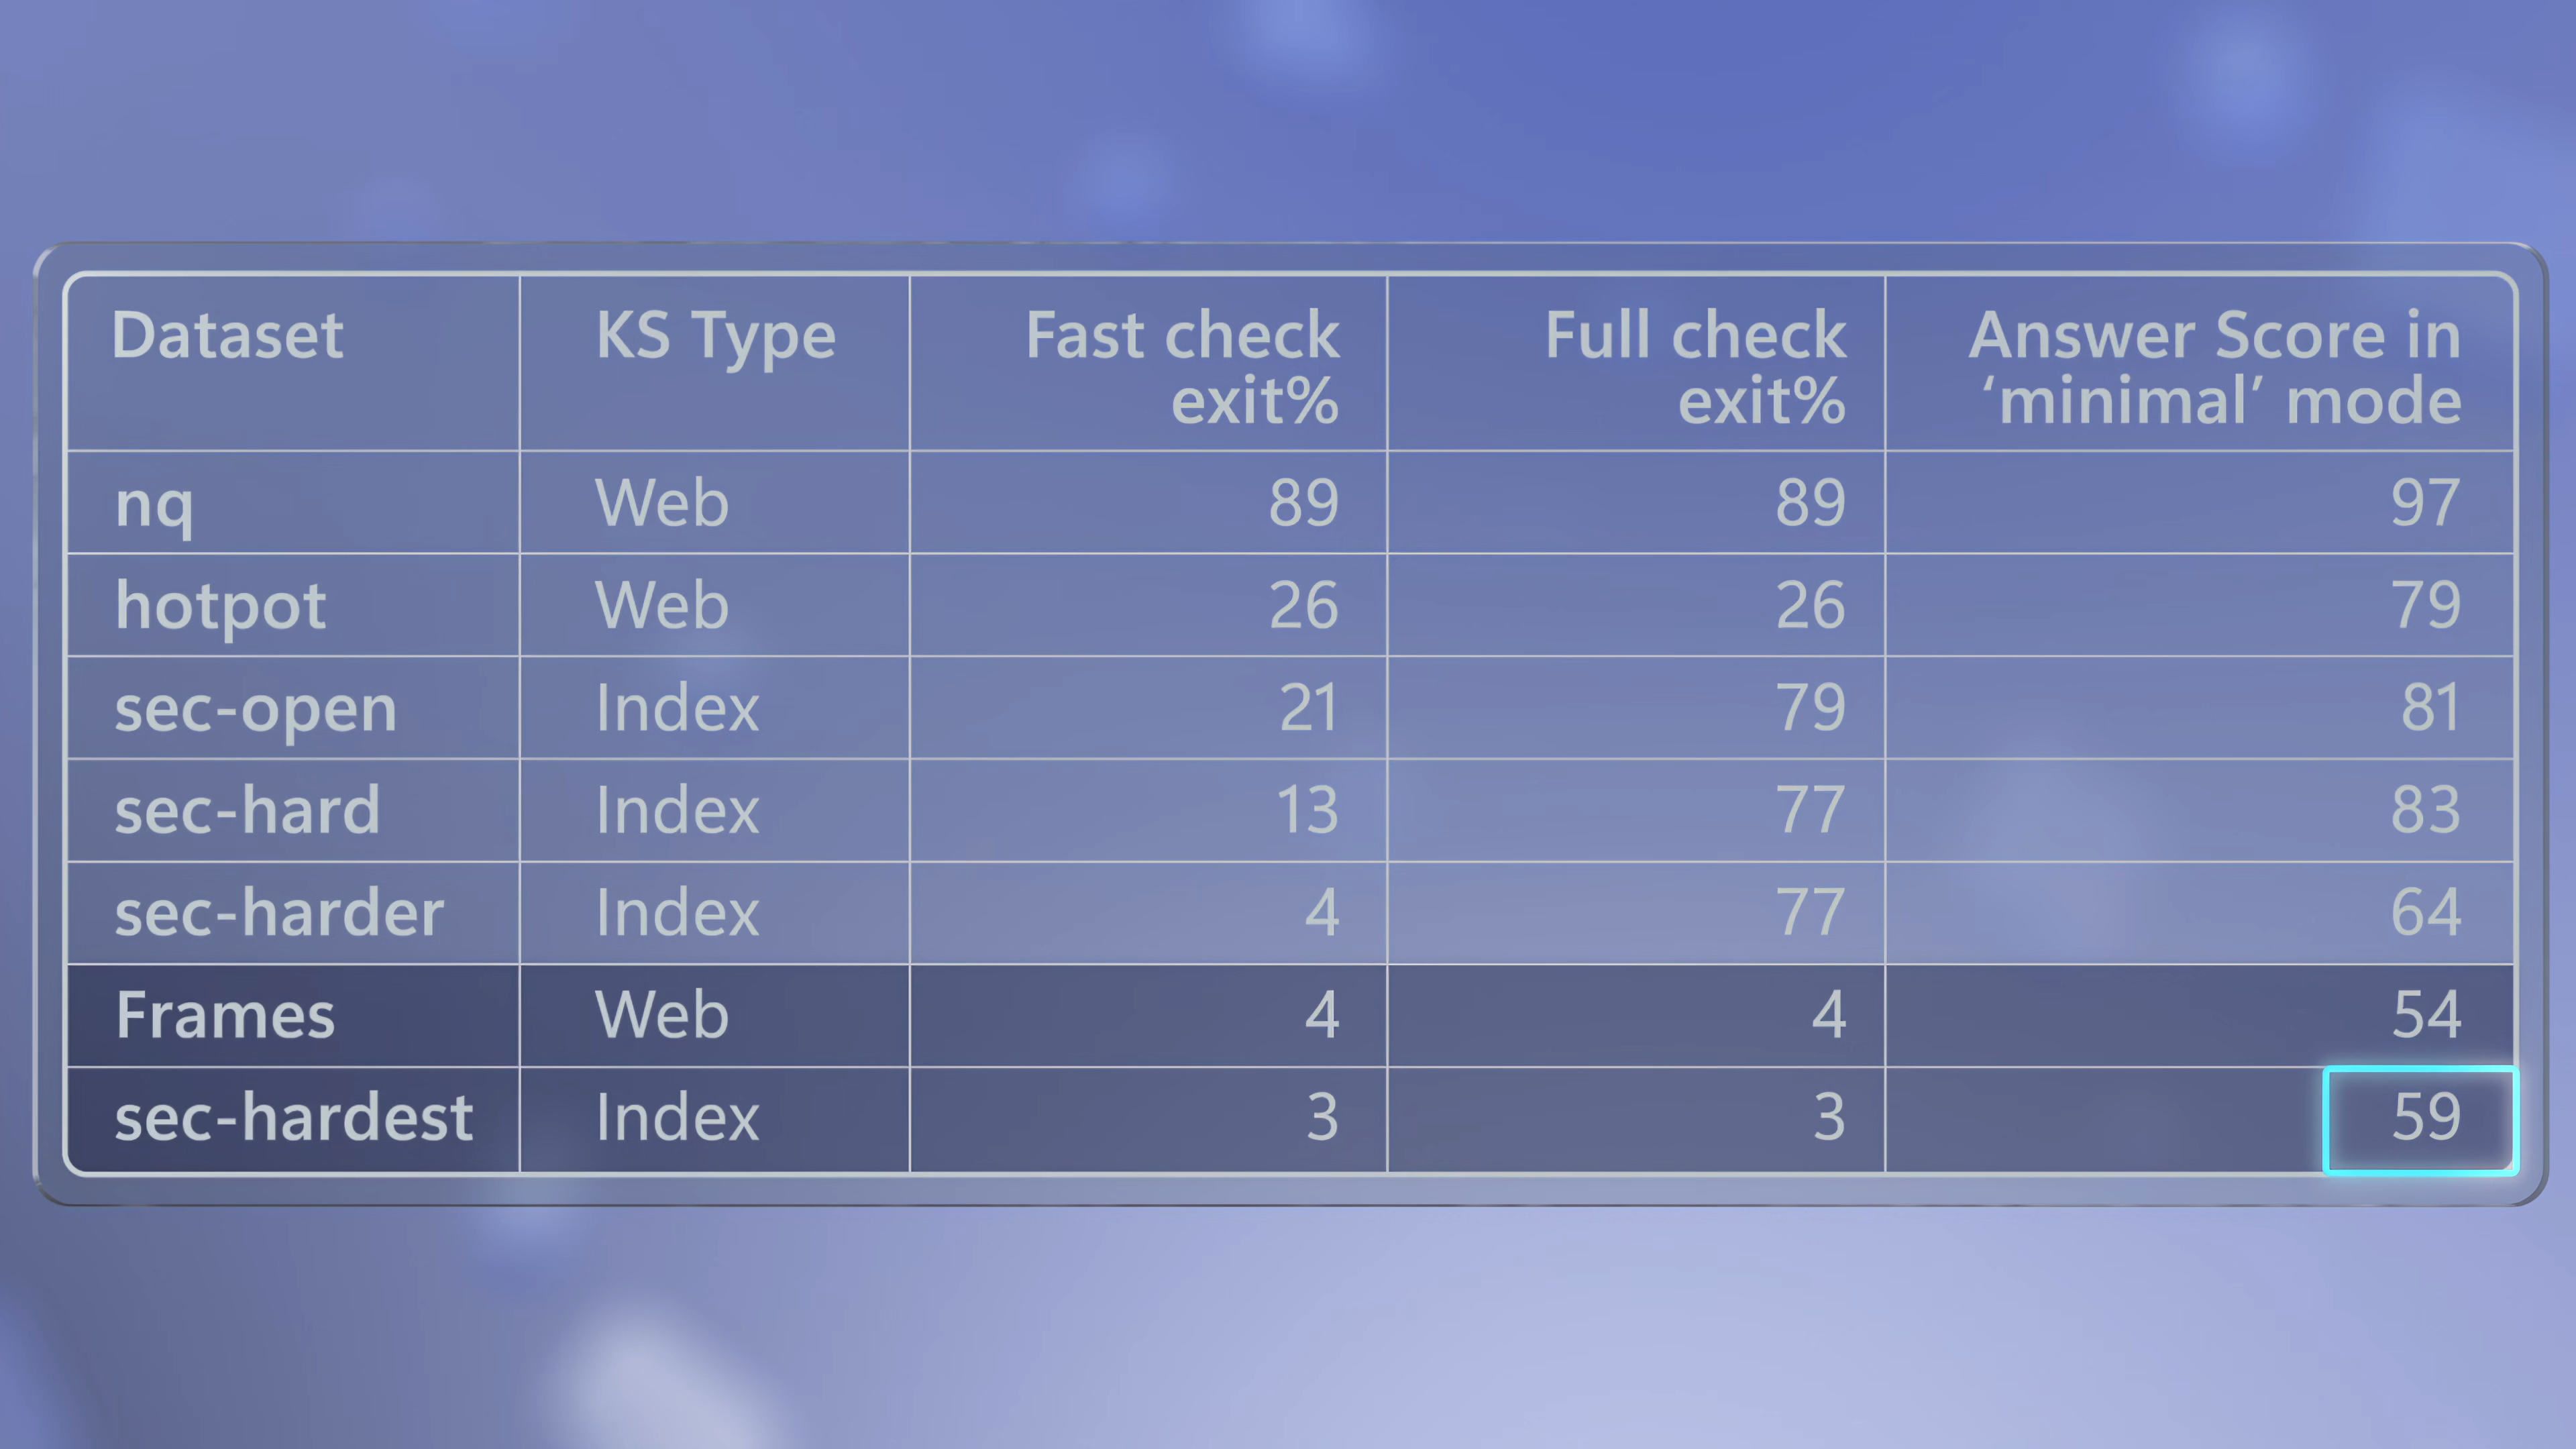 Dataset KS Type Fast check exit% Full check exit% Answer Score in ‘minimal’ mode
nq Web 89 89 97
hotpot Web 26 26 79
sec-open Index 21 79 81
sec-hard Index 13 77 83
sec-harder Index 4 77 64
Frames Web 4 4 54
sec-hardest Index 3 3 59